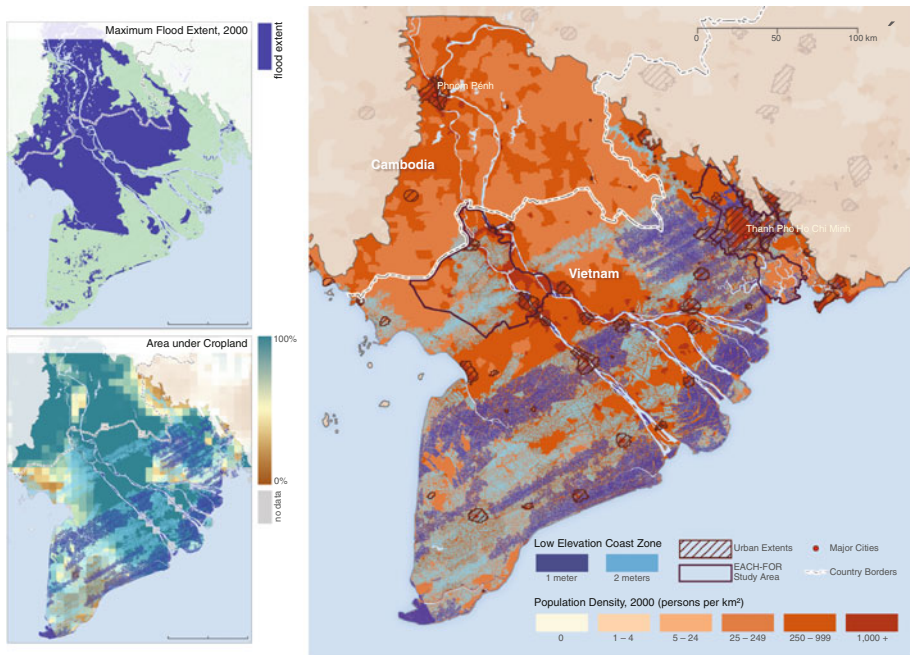 Maximum Flood Extent, 2000
flood extent
Area under Cropland
100%
0%
no data
0 50 100 km
Phnom Pénh
Cambodia
Thanh Pho Ho Chi Minh
Vietnam
Low Elevation Coast Zone
1 meter
2 meters
Urban Extents
EACH-FOR
Study Area
Major Cities
Country Borders
Population Density, 2000 (persons per km²)
0
1 – 4
5 – 24
25 – 249
250 – 999
1,000 +